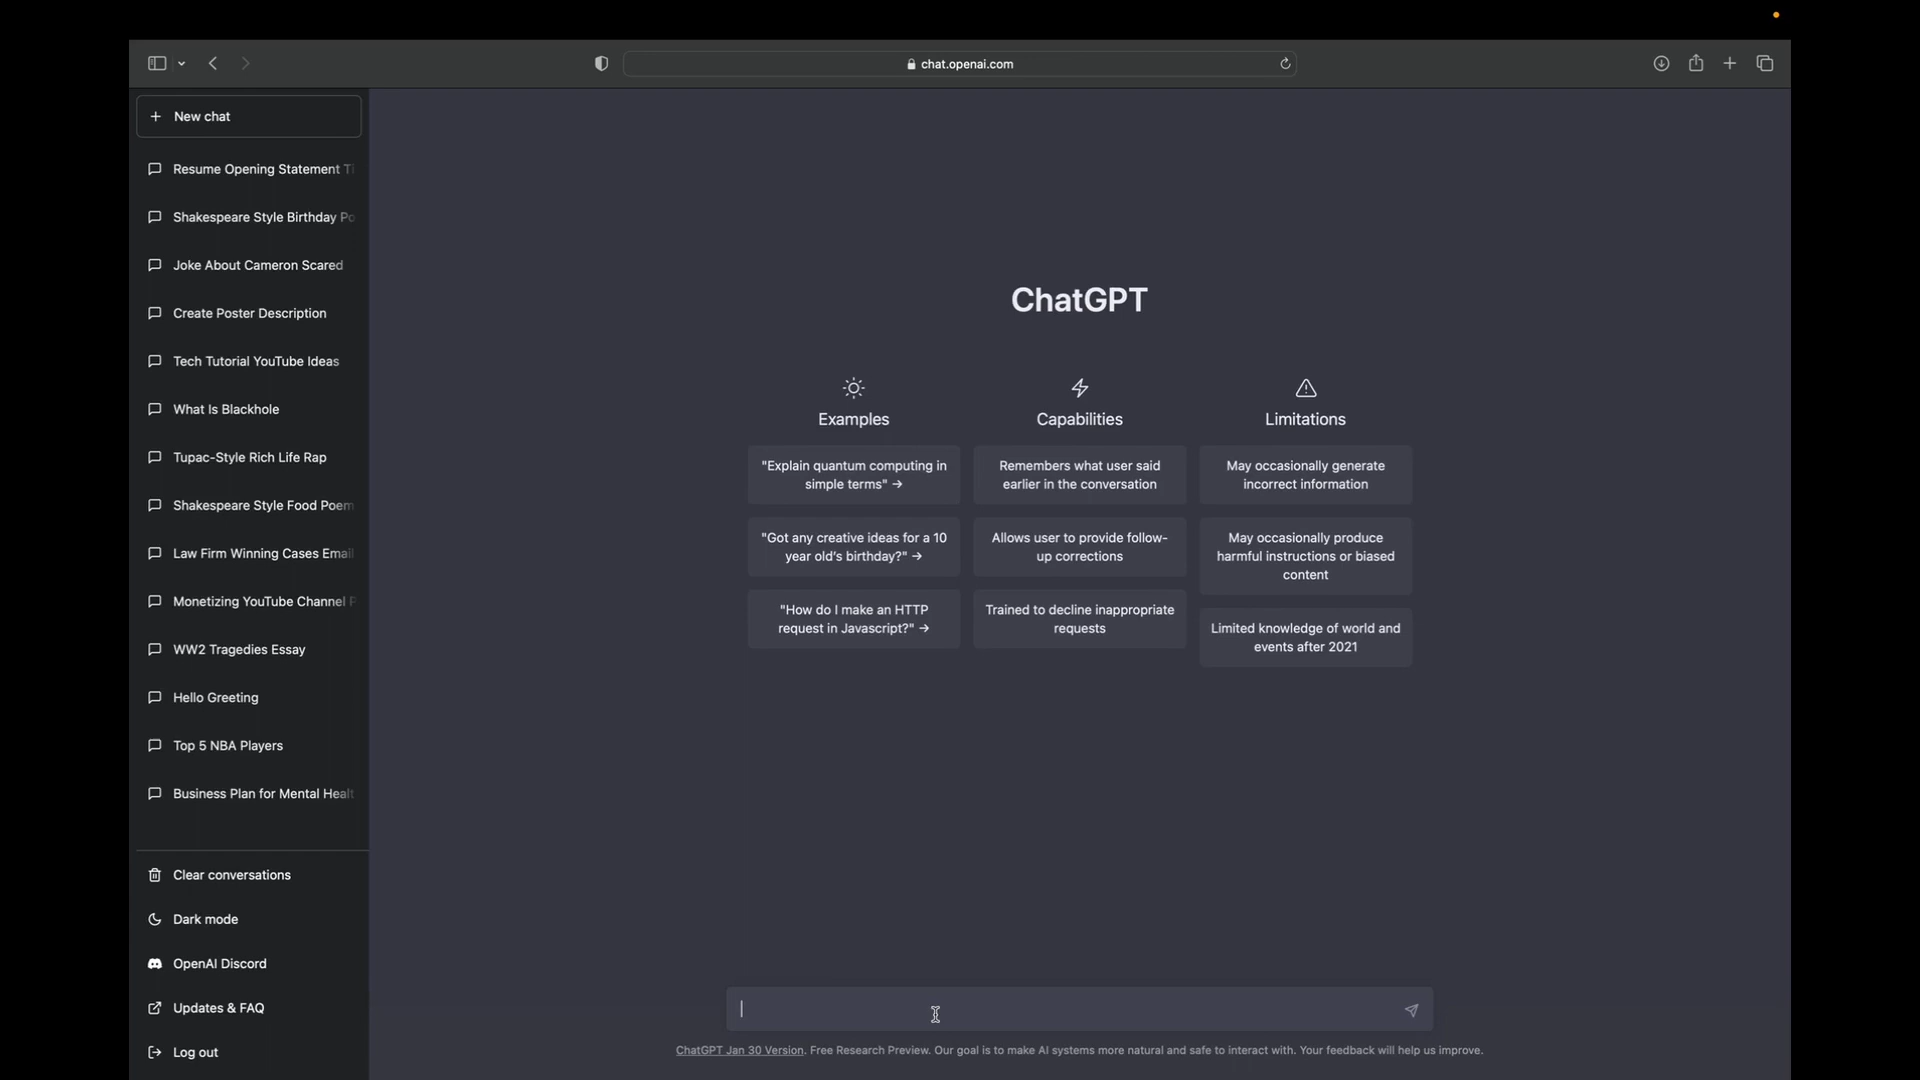 chat.openai.com
New chat
Resume Opening Statement
Shakespeare Style Birthday
Joke About Cameron Scared
Create Poster Description
Tech Tutorial YouTube Ideas
What Is Blackhole
Tupac-Style Rich Life Rap
Shakespeare Style Food Poem
Law Firm Winning Cases Email
Monetizing YouTube Channel
WW2 Tragedies Essay
Hello Greeting
Top 5 NBA Players
Business Plan for Mental Healt
Clear conversations
Dark mode
OpenAI Discord
Updates & FAQ
Log out
ChatGPT
Examples
"Explain quantum computing in
simple terms" →
"Got any creative ideas for a 10
year old's birthday?" →
"How do I make an HTTP
request in Javascript?" →
Capabilities
Remembers what user said
earlier in the conversation
Allows user to provide follow-
up corrections
Trained to decline inappropriate
requests
Limitations
May occasionally generate
incorrect information
May occasionally produce
harmful instructions or biased
content
Limited knowledge of world and
events after 2021
ChatGPT Jan 30 Version. Free Research Preview. Our goal is to make AI systems more natural and safe to interact with. Your feedback will help us improve.